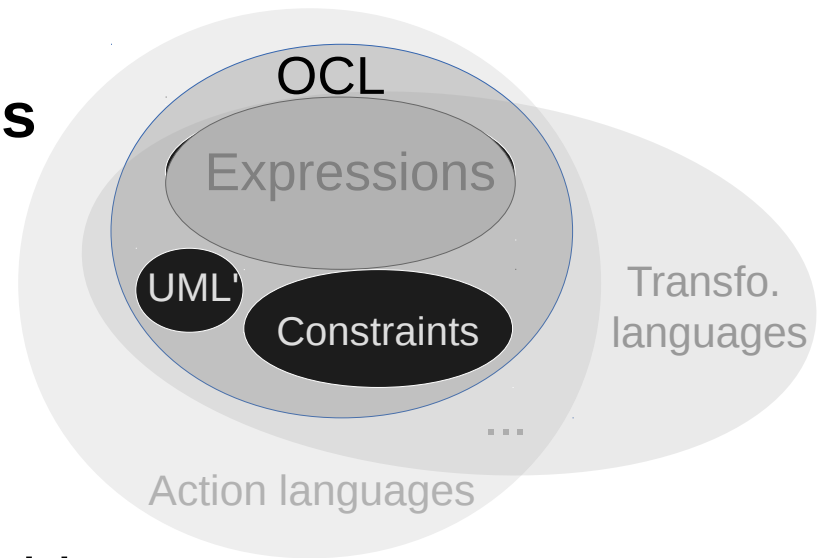 OCL
s
Expressions
UML'
Constraints
Transfo.
languages
...
Action languages